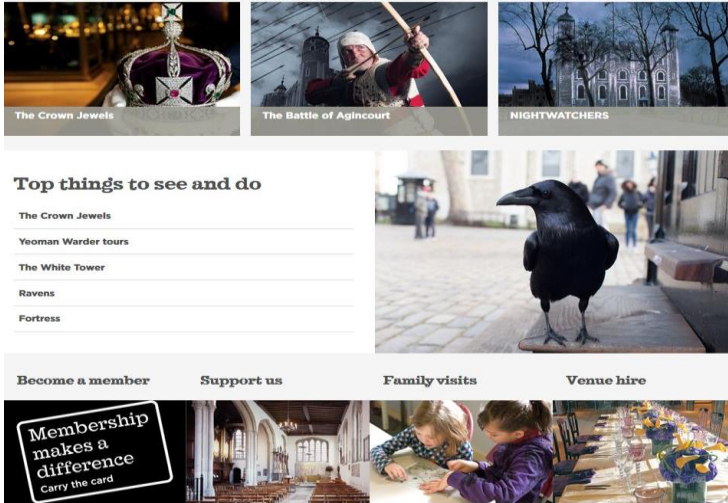 The Crown Jewels
The Battle of Agincourt
NIGHTWATCHERS
Top things to see and do
The Crown Jewels
Yeoman Warder tours
The White Tower
Ravens
Fortress
Become a member
Support us
Family visits
Venue hire
Membership
makes a
difference
Carry the card